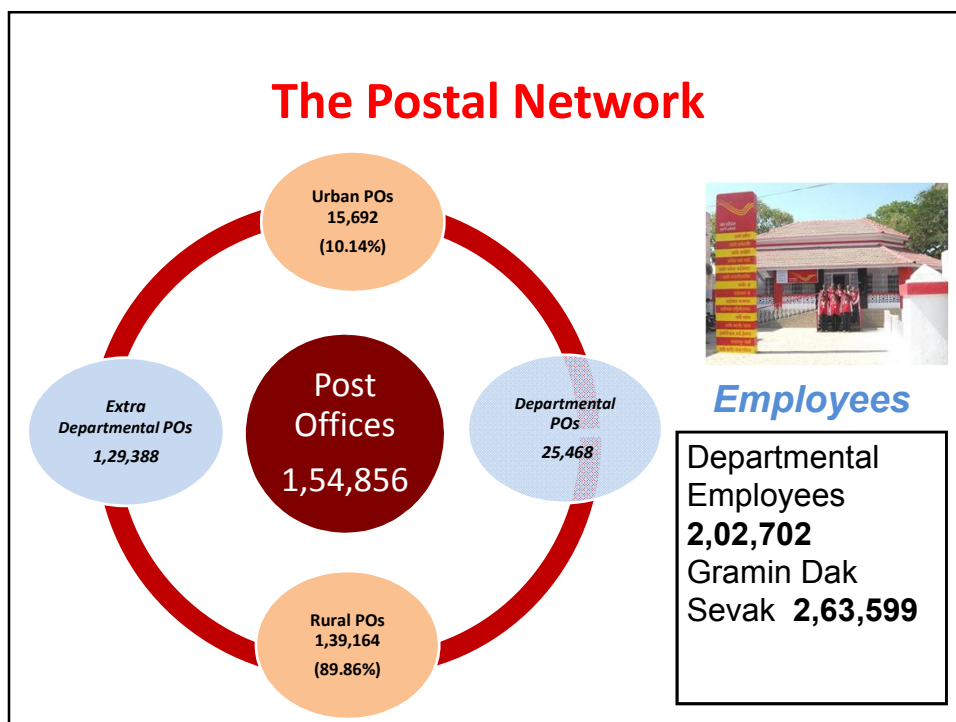 The Postal Network
Urban POs
15,692
(10.14%)
Extra
Departmental POs
1,29,388
Post
Offices
1,54,856
Departmental
POs
25,468
Rural POs
1,39,164
(89.86%)
Employees
Departmental
Employees
2,02,702
Gramin Dak
Sevak 2,63,599